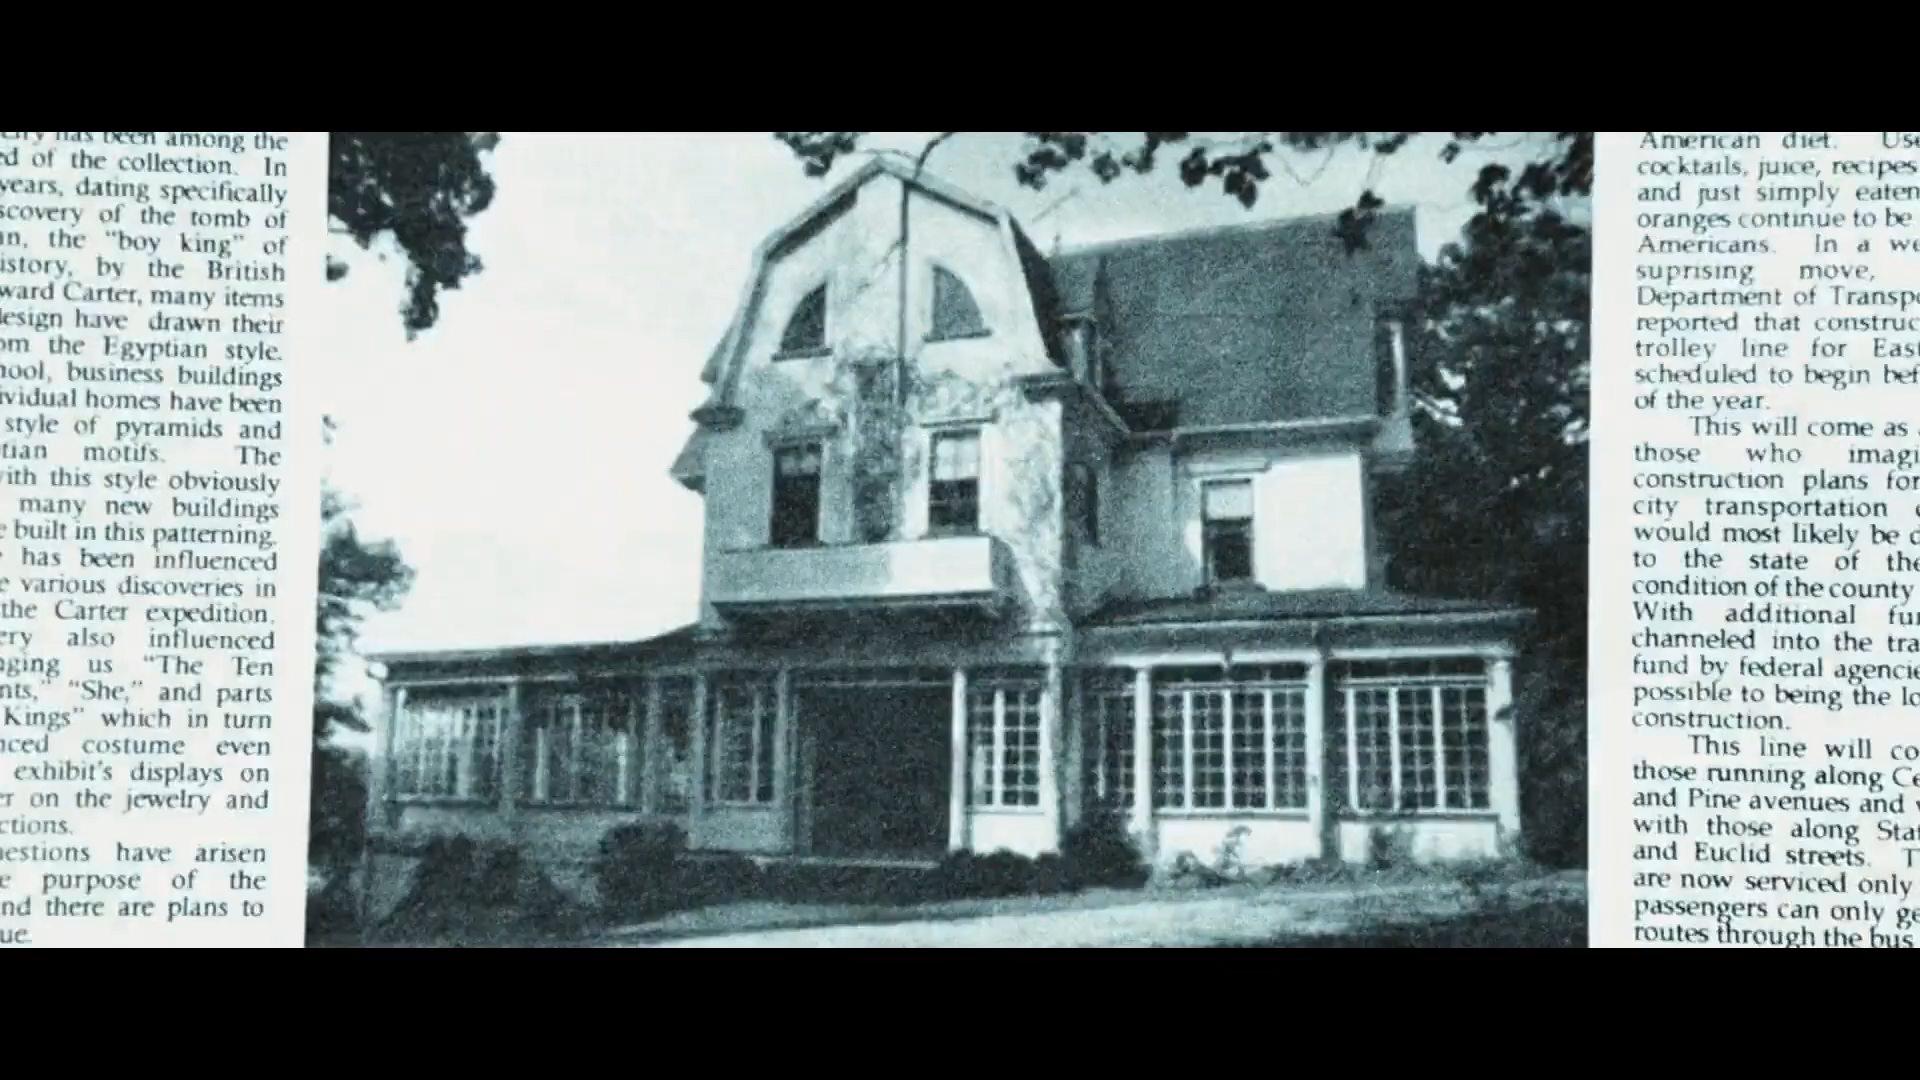 has been among the
ed of the collection. In
years, dating specifically
scovery of the tomb of
n, the "boy king" of
istory, by the British
ward Carter, many items
design have drawn their
om the Egyptian style.
hool, business buildings
ividual homes have been
style of pyramids and
tian motifs. The
with this style obviously
many new buildings
e built in this patterning.
has been influenced
e various discoveries in
the Carter expedition.
ery also influenced
nging us "The Ten
nts," "She," and parts
Kings" which in turn
nced costume even
exhibit's displays on
er on the jewelry and
ctions.
estions have arisen
e purpose of the
nd there are plans to
ue.
American diet. Use
cocktails, juice, recipes
and just simply eaten
oranges continue to be
Americans. In a we
suprising move,
Department of Transpo
reported that construc
trolley line for East
scheduled to begin bef
of the year.
This will come as
those who imagi
construction plans for
city transportation
would most likely be d
to the state of the
condition of the county
With additional fu
channeled into the tra
fund by federal agencie
possible to being the lo
construction.
This line will co
those running along Ce
and Pine avenues and
with those along Stat
and Euclid streets. T
are now serviced only
passengers can only ge
routes through the bus